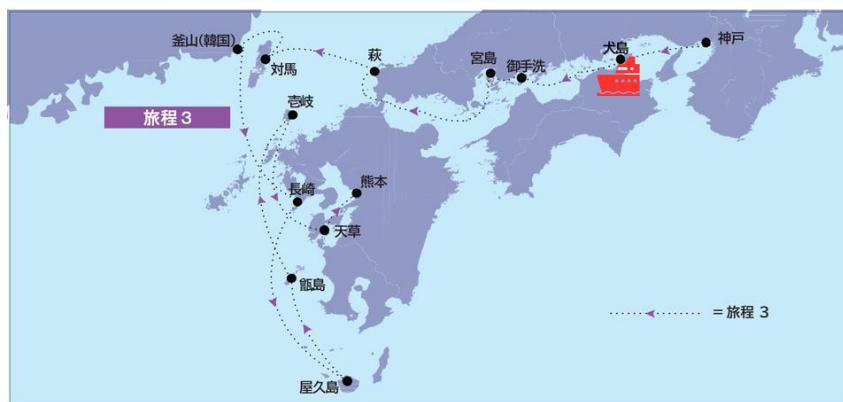 釜山(韓国)
対馬
萩
宮島
御手洗
犬島
神戸
壱岐
旅程 3
長崎
熊本
天草
甑島
= 旅程 3
屋久島